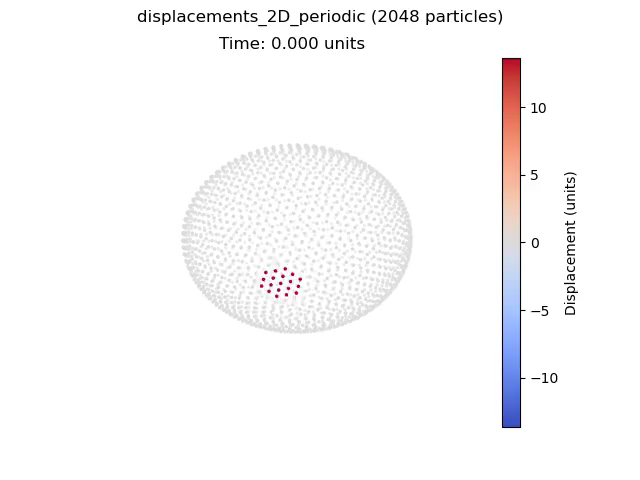 displacements_2D_periodic (2048 particles)
Time: 0.000 units
10
5
0
−5
−10
Displacement (units)